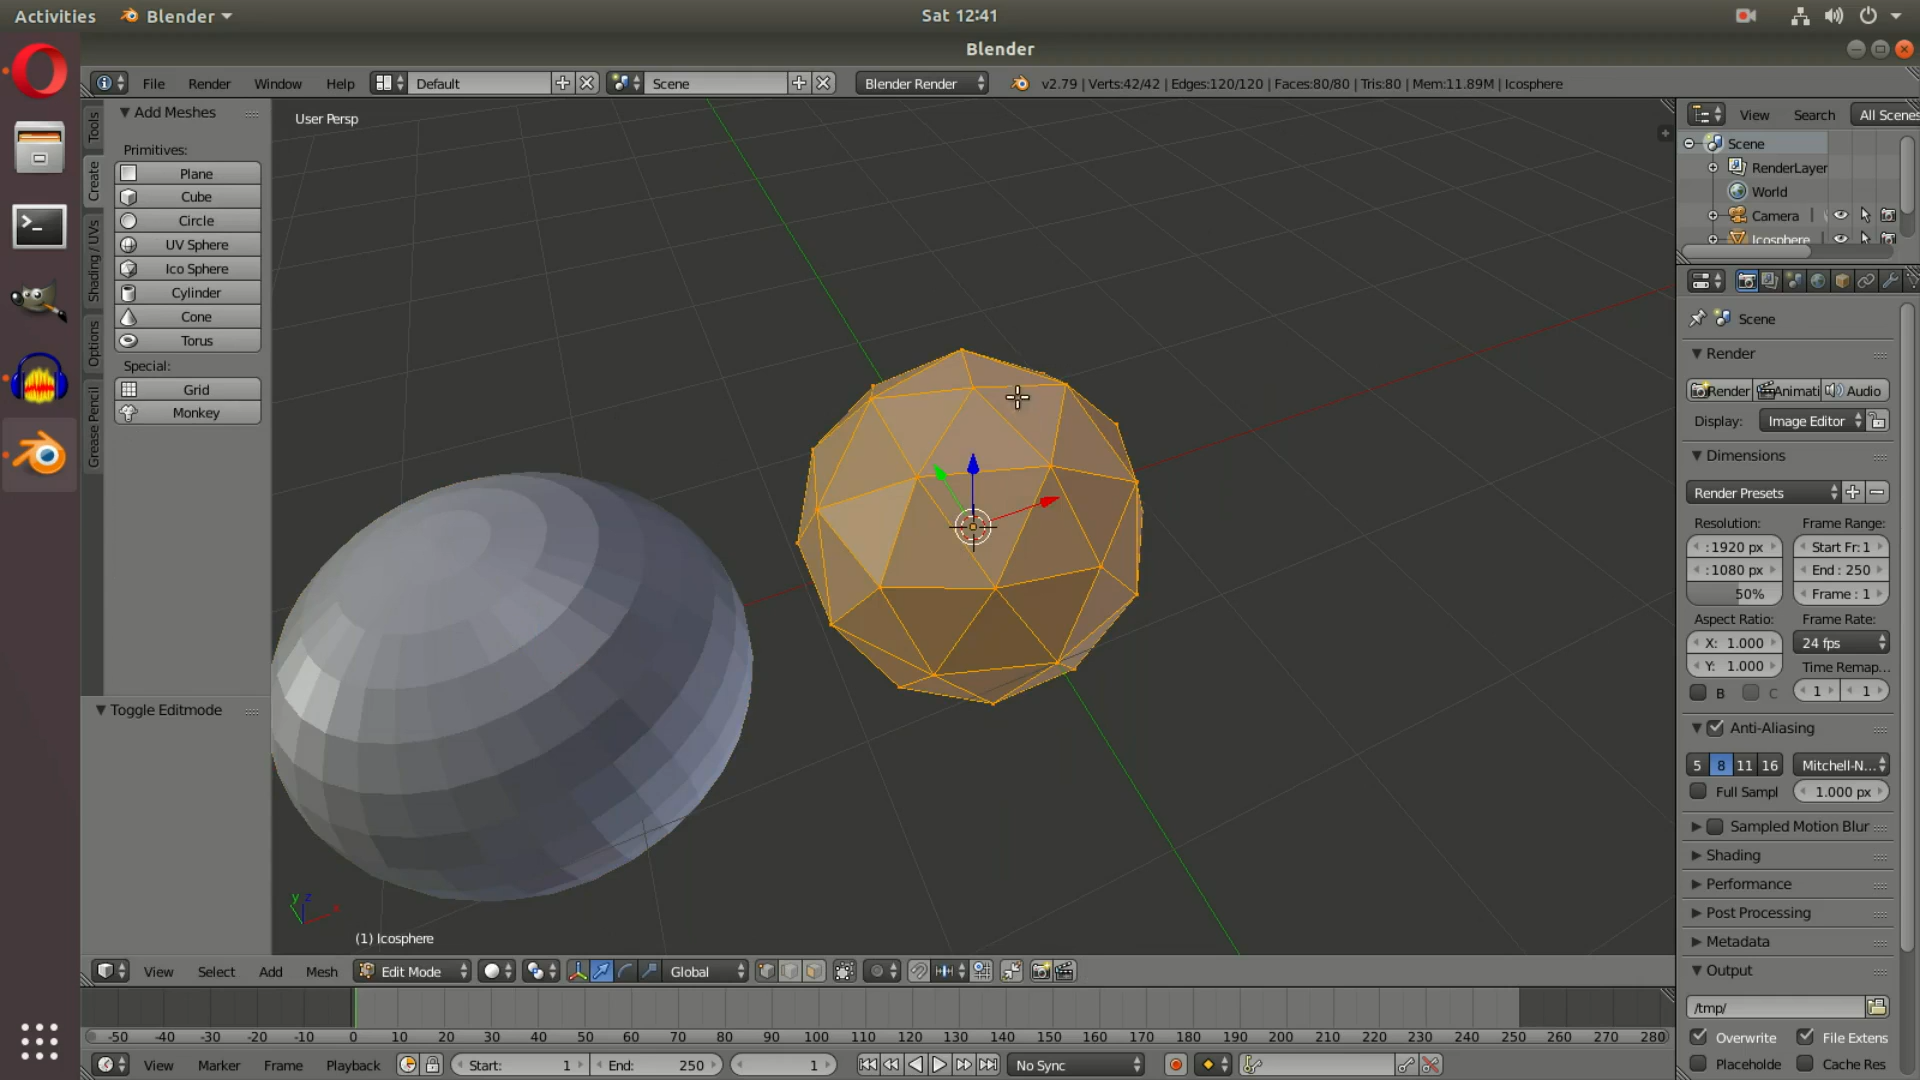 Activities
Blender
Sat 12:41
Blender
File Render Window Help
Default
Scene
Blender Render
v2.79 | Verts:42/42 | Edges:120/120 | Faces:80/80 | Tris:80 | Mem:11.89M | Icosphere
Tools
Create
Shading / UVs
Options
Grease Pencil
Add Meshes
Primitives:
Plane
Cube
Circle
UV Sphere
Ico Sphere
Cylinder
Cone
Torus
Special:
Grid
Monkey
Toggle Editmode
User Persp
y z x
(1) Icosphere
View Search All Scenes
Scene
RenderLayer
World
Camera
Icosphere
Scene
Render
Render Animati Audio
Display: Image Editor
Dimensions
Render Presets
Resolution: Frame Range:
:1920 px Start Fr: 1
:1080 px End : 250
50% Frame : 1
Aspect Ratio: Frame Rate:
X: 1.000 24 fps
Y: 1.000 Time Remap...
B C 1 1
Anti-Aliasing
5 8 11 16 Mitchell-N...
Full Sampl 1.000 px
Sampled Motion Blur
Shading
Performance
Post Processing
Metadata
Output
/tmp/
Overwrite File Extens
Placeholde Cache Res
View Select Add Mesh Edit Mode Global
-50 -40 -30 -20 -10 0 10 20 30 40 50 60 70 80 90 100 110 120 130 140 150 160 170 180 190 200 210 220 230 240 250 260 270 280
View Marker Frame Playback Start: 1 End: 250 1 No Sync